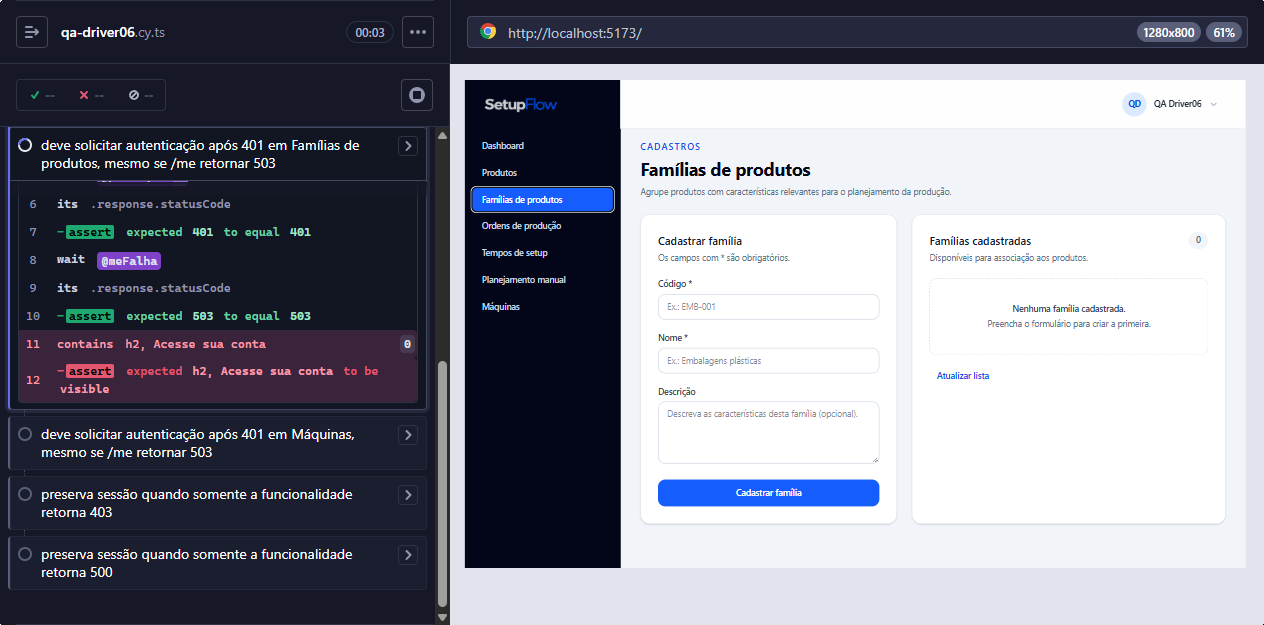 qa-driver06.cy.ts
00:03
--
--
--
deve solicitar autenticação após 401 em Famílias de
produtos, mesmo se /me retornar 503
6 its .response.statusCode
7 -assert expected 401 to equal 401
8 wait @meFalha
9 its .response.statusCode
10 -assert expected 503 to equal 503
11 contains h2, Acesse sua conta 0
12 -assert expected h2, Acesse sua conta to be
visible
deve solicitar autenticação após 401 em Máquinas,
mesmo se /me retornar 503
preserva sessão quando somente a funcionalidade
retorna 403
preserva sessão quando somente a funcionalidade
retorna 500
http://localhost:5173/
1280x800
61%
SetupFlow
Dashboard
Produtos
Famílias de produtos
Ordens de produção
Tempos de setup
Planejamento manual
Máquinas
QD QA Driver06
CADASTROS
Famílias de produtos
Agrupe produtos com características relevantes para o planejamento da produção.
Cadastrar família
Os campos com * são obrigatórios.
Código *
Ex.: EMB-001
Nome *
Ex.: Embalagens plásticas
Descrição
Descreva as características desta família (opcional).
Cadastrar família
Famílias cadastradas 0
Disponíveis para associação aos produtos.
Nenhuma família cadastrada.
Preencha o formulário para criar a primeira.
Atualizar lista